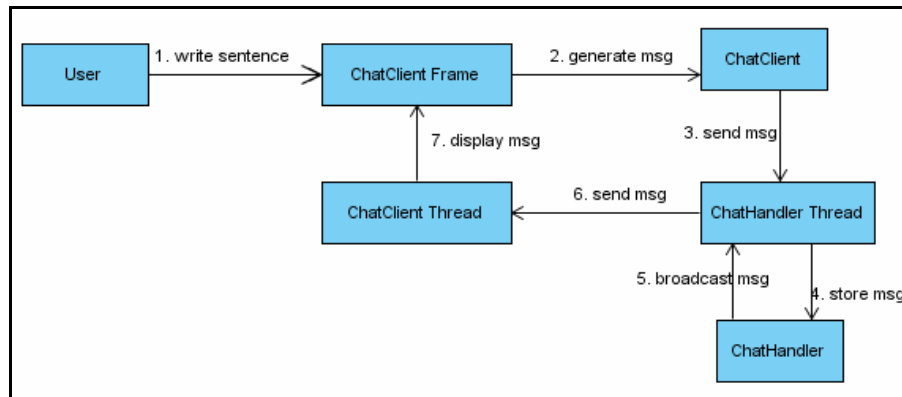 1. write sentence
2. generate msg
User
ChatClient Frame
ChatClient
3. send msg
7. display msg
6. send msg
ChatClient Thread
ChatHandler Thread
5. broadcast msg
4. store msg
ChatHandler